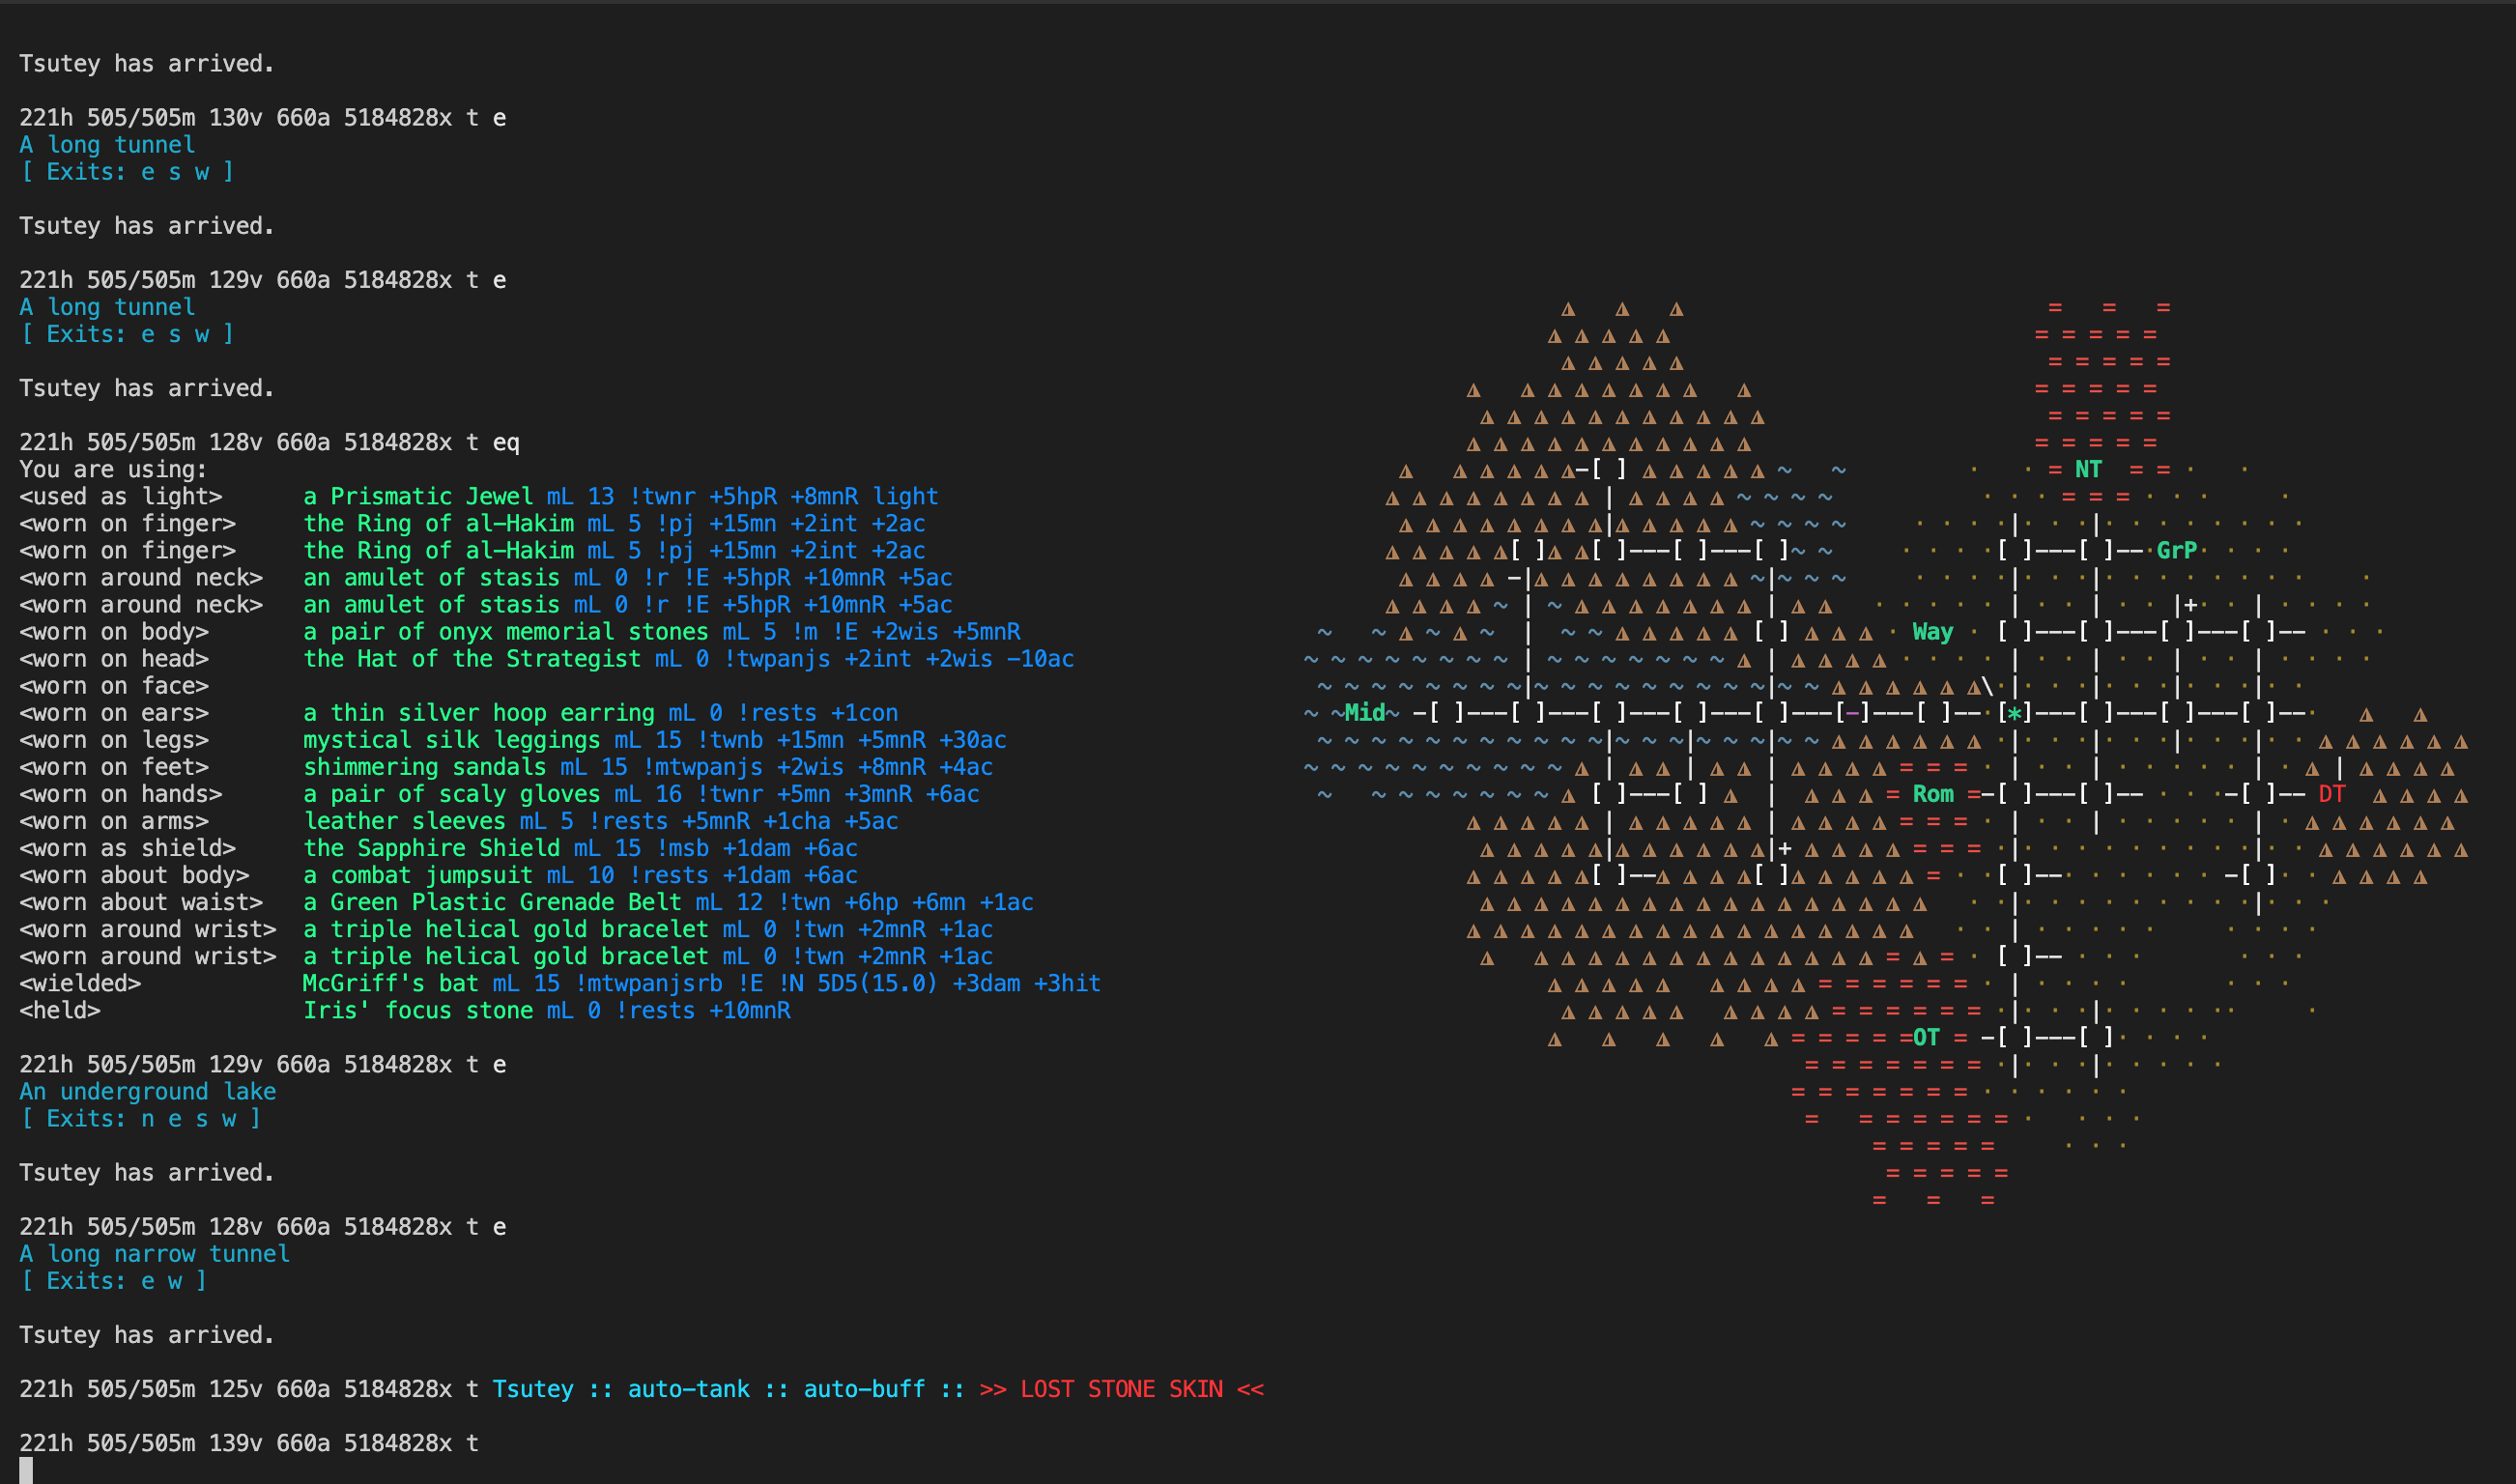 Tsutey has arrived.
221h 505/505m 130v 660a 5184828x t e
A long tunnel
[ Exits: e s w ]
Tsutey has arrived.
221h 505/505m 129v 660a 5184828x t e
A long tunnel
[ Exits: e s w ]
Tsutey has arrived.
221h 505/505m 128v 660a 5184828x t eq
You are using:
<used as light> a Prismatic Jewel mL 13 !twnr +5hpR +8mnR light
<worn on finger> the Ring of al-Hakim mL 5 !pj +15mn +2int +2ac
<worn on finger> the Ring of al-Hakim mL 5 !pj +15mn +2int +2ac
<worn around neck> an amulet of stasis mL 0 !r !E +5hpR +10mnR +5ac
<worn around neck> an amulet of stasis mL 0 !r !E +5hpR +10mnR +5ac
<worn on body> a pair of onyx memorial stones mL 5 !m !E +2wis +5mnR
<worn on head> the Hat of the Strategist mL 0 !twpanjs +2int +2wis -10ac
<worn on face>
<worn on ears> a thin silver hoop earring mL 0 !rests +1con
<worn on legs> mystical silk leggings mL 15 !twnb +15mn +5mnR +30ac
<worn on feet> shimmering sandals mL 15 !mtwpanjs +2wis +8mnR +4ac
<worn on hands> a pair of scaly gloves mL 16 !twnr +5mn +3mnR +6ac
<worn on arms> leather sleeves mL 5 !rests +5mnR +1cha +5ac
<worn as shield> the Sapphire Shield mL 15 !msb +1dam +6ac
<worn about body> a combat jumpsuit mL 10 !rests +1dam +6ac
<worn about waist> a Green Plastic Grenade Belt mL 12 !twn +6hp +6mn +1ac
<worn around wrist> a triple helical gold bracelet mL 0 !twn +2mnR +1ac
<worn around wrist> a triple helical gold bracelet mL 0 !twn +2mnR +1ac
<wielded> McGriff's bat mL 15 !mtwpanjsrb !E !N 5D5(15.0) +3dam +3hit
<held> Iris' focus stone mL 0 !rests +10mnR
221h 505/505m 129v 660a 5184828x t e
An underground lake
[ Exits: n e s w ]
Tsutey has arrived.
221h 505/505m 128v 660a 5184828x t e
A long narrow tunnel
[ Exits: e w ]
Tsutey has arrived.
221h 505/505m 125v 660a 5184828x t Tsutey :: auto-tank :: auto-buff :: >> LOST STONE SKIN <<
221h 505/505m 139v 660a 5184828x t
NT
GrP
Way
Mid
Rom
DT
OT